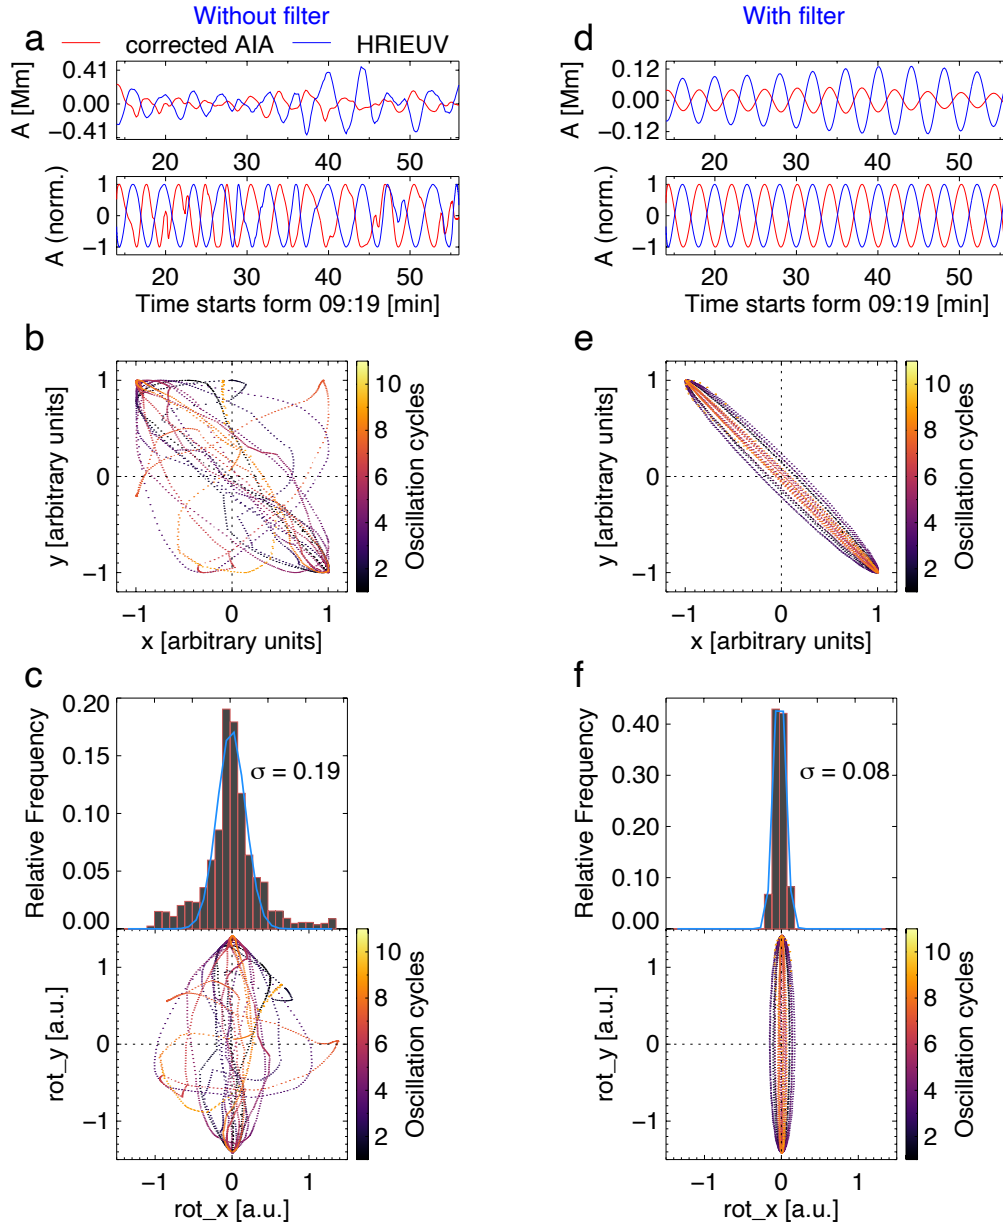 Without filter
a
corrected AIA
HRIEUV
A [Mm]
0.41
0.00
−0.41
20 30 40 50
A (norm.)
1
0
−1
20 30 40 50
Time starts form 09:19 [min]
b
y [arbitrary units]
1
0
−1
−1 0 1
x [arbitrary units]
10
8
6
4
2
Oscillation cycles
c
Relative Frequency
0.20
0.15
0.10
0.05
0.00
σ = 0.19
rot_y [a.u.]
1
0
−1
−1 0 1
rot_x [a.u.]
10
8
6
4
2
Oscillation cycles
With filter
d
A [Mm]
0.12
0.00
−0.12
20 30 40 50
A (norm.)
1
0
−1
20 30 40 50
Time starts form 09:19 [min]
e
y [arbitrary units]
1
0
−1
−1 0 1
x [arbitrary units]
10
8
6
4
2
Oscillation cycles
f
Relative Frequency
0.40
0.30
0.20
0.10
0.00
σ = 0.08
rot_y [a.u.]
1
0
−1
−1 0 1
rot_x [a.u.]
10
8
6
4
2
Oscillation cycles